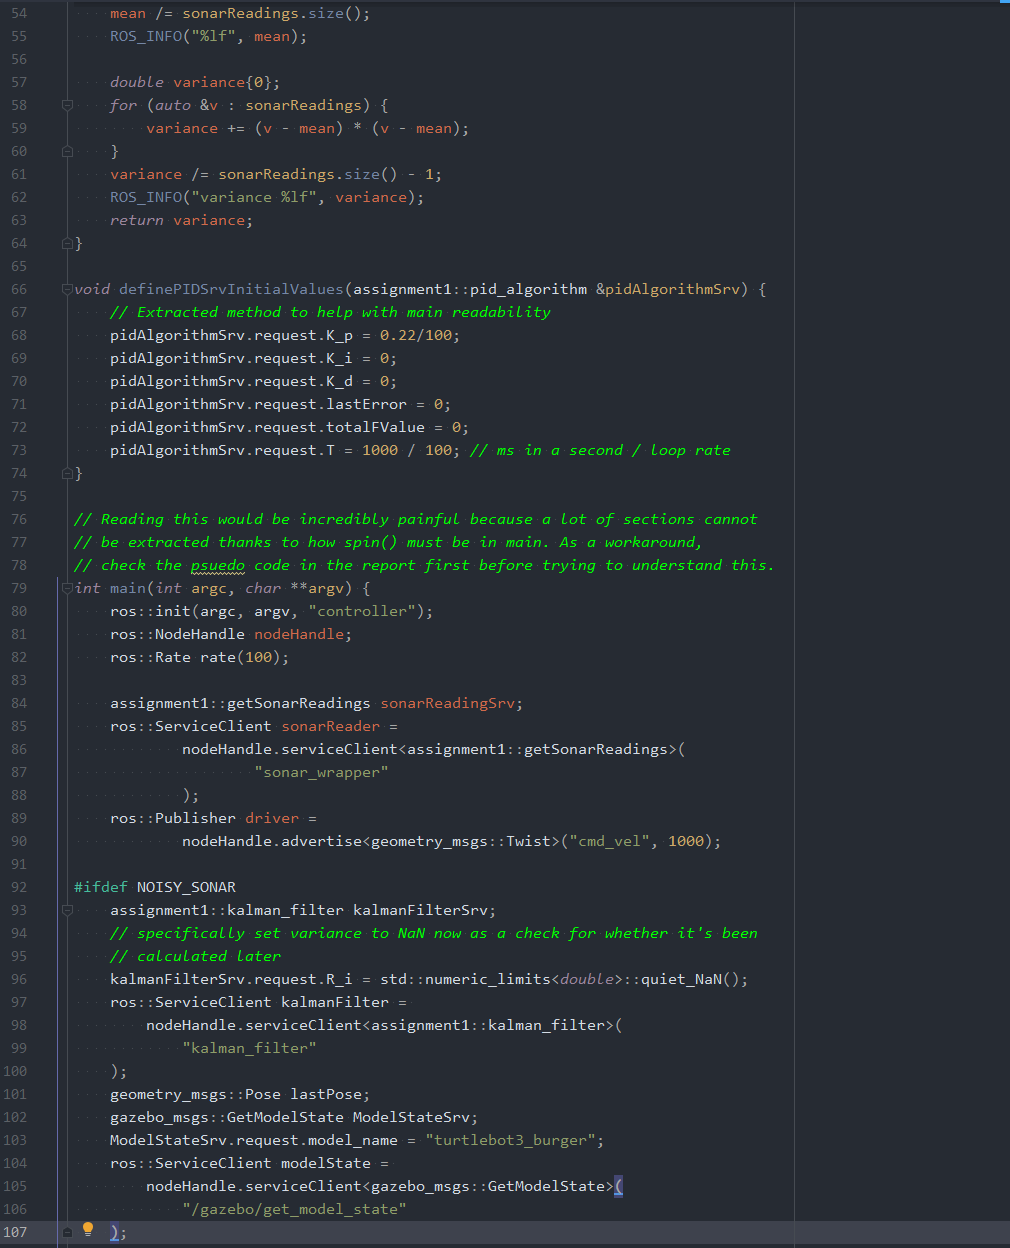 54 mean /= sonarReadings.size();
55 ROS_INFO("%lf", mean);
56
57 double variance{0};
58 for (auto &v : sonarReadings) {
59 variance += (v - mean) * (v - mean);
60 }
61 variance /= sonarReadings.size() - 1;
62 ROS_INFO("variance %lf", variance);
63 return variance;
64 }
65
66 void definePIDSrvInitialValues(assignment1::pid_algorithm &pidAlgorithmSrv) {
67 // Extracted method to help with main readability
68 pidAlgorithmSrv.request.K_p = 0.22/100;
69 pidAlgorithmSrv.request.K_i = 0;
70 pidAlgorithmSrv.request.K_d = 0;
71 pidAlgorithmSrv.request.lastError = 0;
72 pidAlgorithmSrv.request.totalFValue = 0;
73 pidAlgorithmSrv.request.T = 1000 / 100; // ms in a second / loop rate
74 }
75
76 // Reading this would be incredibly painful because a lot of sections cannot
77 // be extracted thanks to how spin() must be in main. As a workaround,
78 // check the psuedo code in the report first before trying to understand this.
79 int main(int argc, char **argv) {
80 ros::init(argc, argv, "controller");
81 ros::NodeHandle nodeHandle;
82 ros::Rate rate(100);
83
84 assignment1::getSonarReadings sonarReadingSrv;
85 ros::ServiceClient sonarReader =
86 nodeHandle.serviceClient<assignment1::getSonarReadings>(
87 "sonar_wrapper"
88 );
89 ros::Publisher driver =
90 nodeHandle.advertise<geometry_msgs::Twist>("cmd_vel", 1000);
91
92 #ifdef NOISY_SONAR
93 assignment1::kalman_filter kalmanFilterSrv;
94 // specifically set variance to NaN now as a check for whether it's been
95 // calculated later
96 kalmanFilterSrv.request.R_i = std::numeric_limits<double>::quiet_NaN();
97 ros::ServiceClient kalmanFilter =
98 nodeHandle.serviceClient<assignment1::kalman_filter>(
99 "kalman_filter"
100 );
101 geometry_msgs::Pose lastPose;
102 gazebo_msgs::GetModelState ModelStateSrv;
103 ModelStateSrv.request.model_name = "turtlebot3_burger";
104 ros::ServiceClient modelState =
105 nodeHandle.serviceClient<gazebo_msgs::GetModelState>(
106 "/gazebo/get_model_state"
107 );